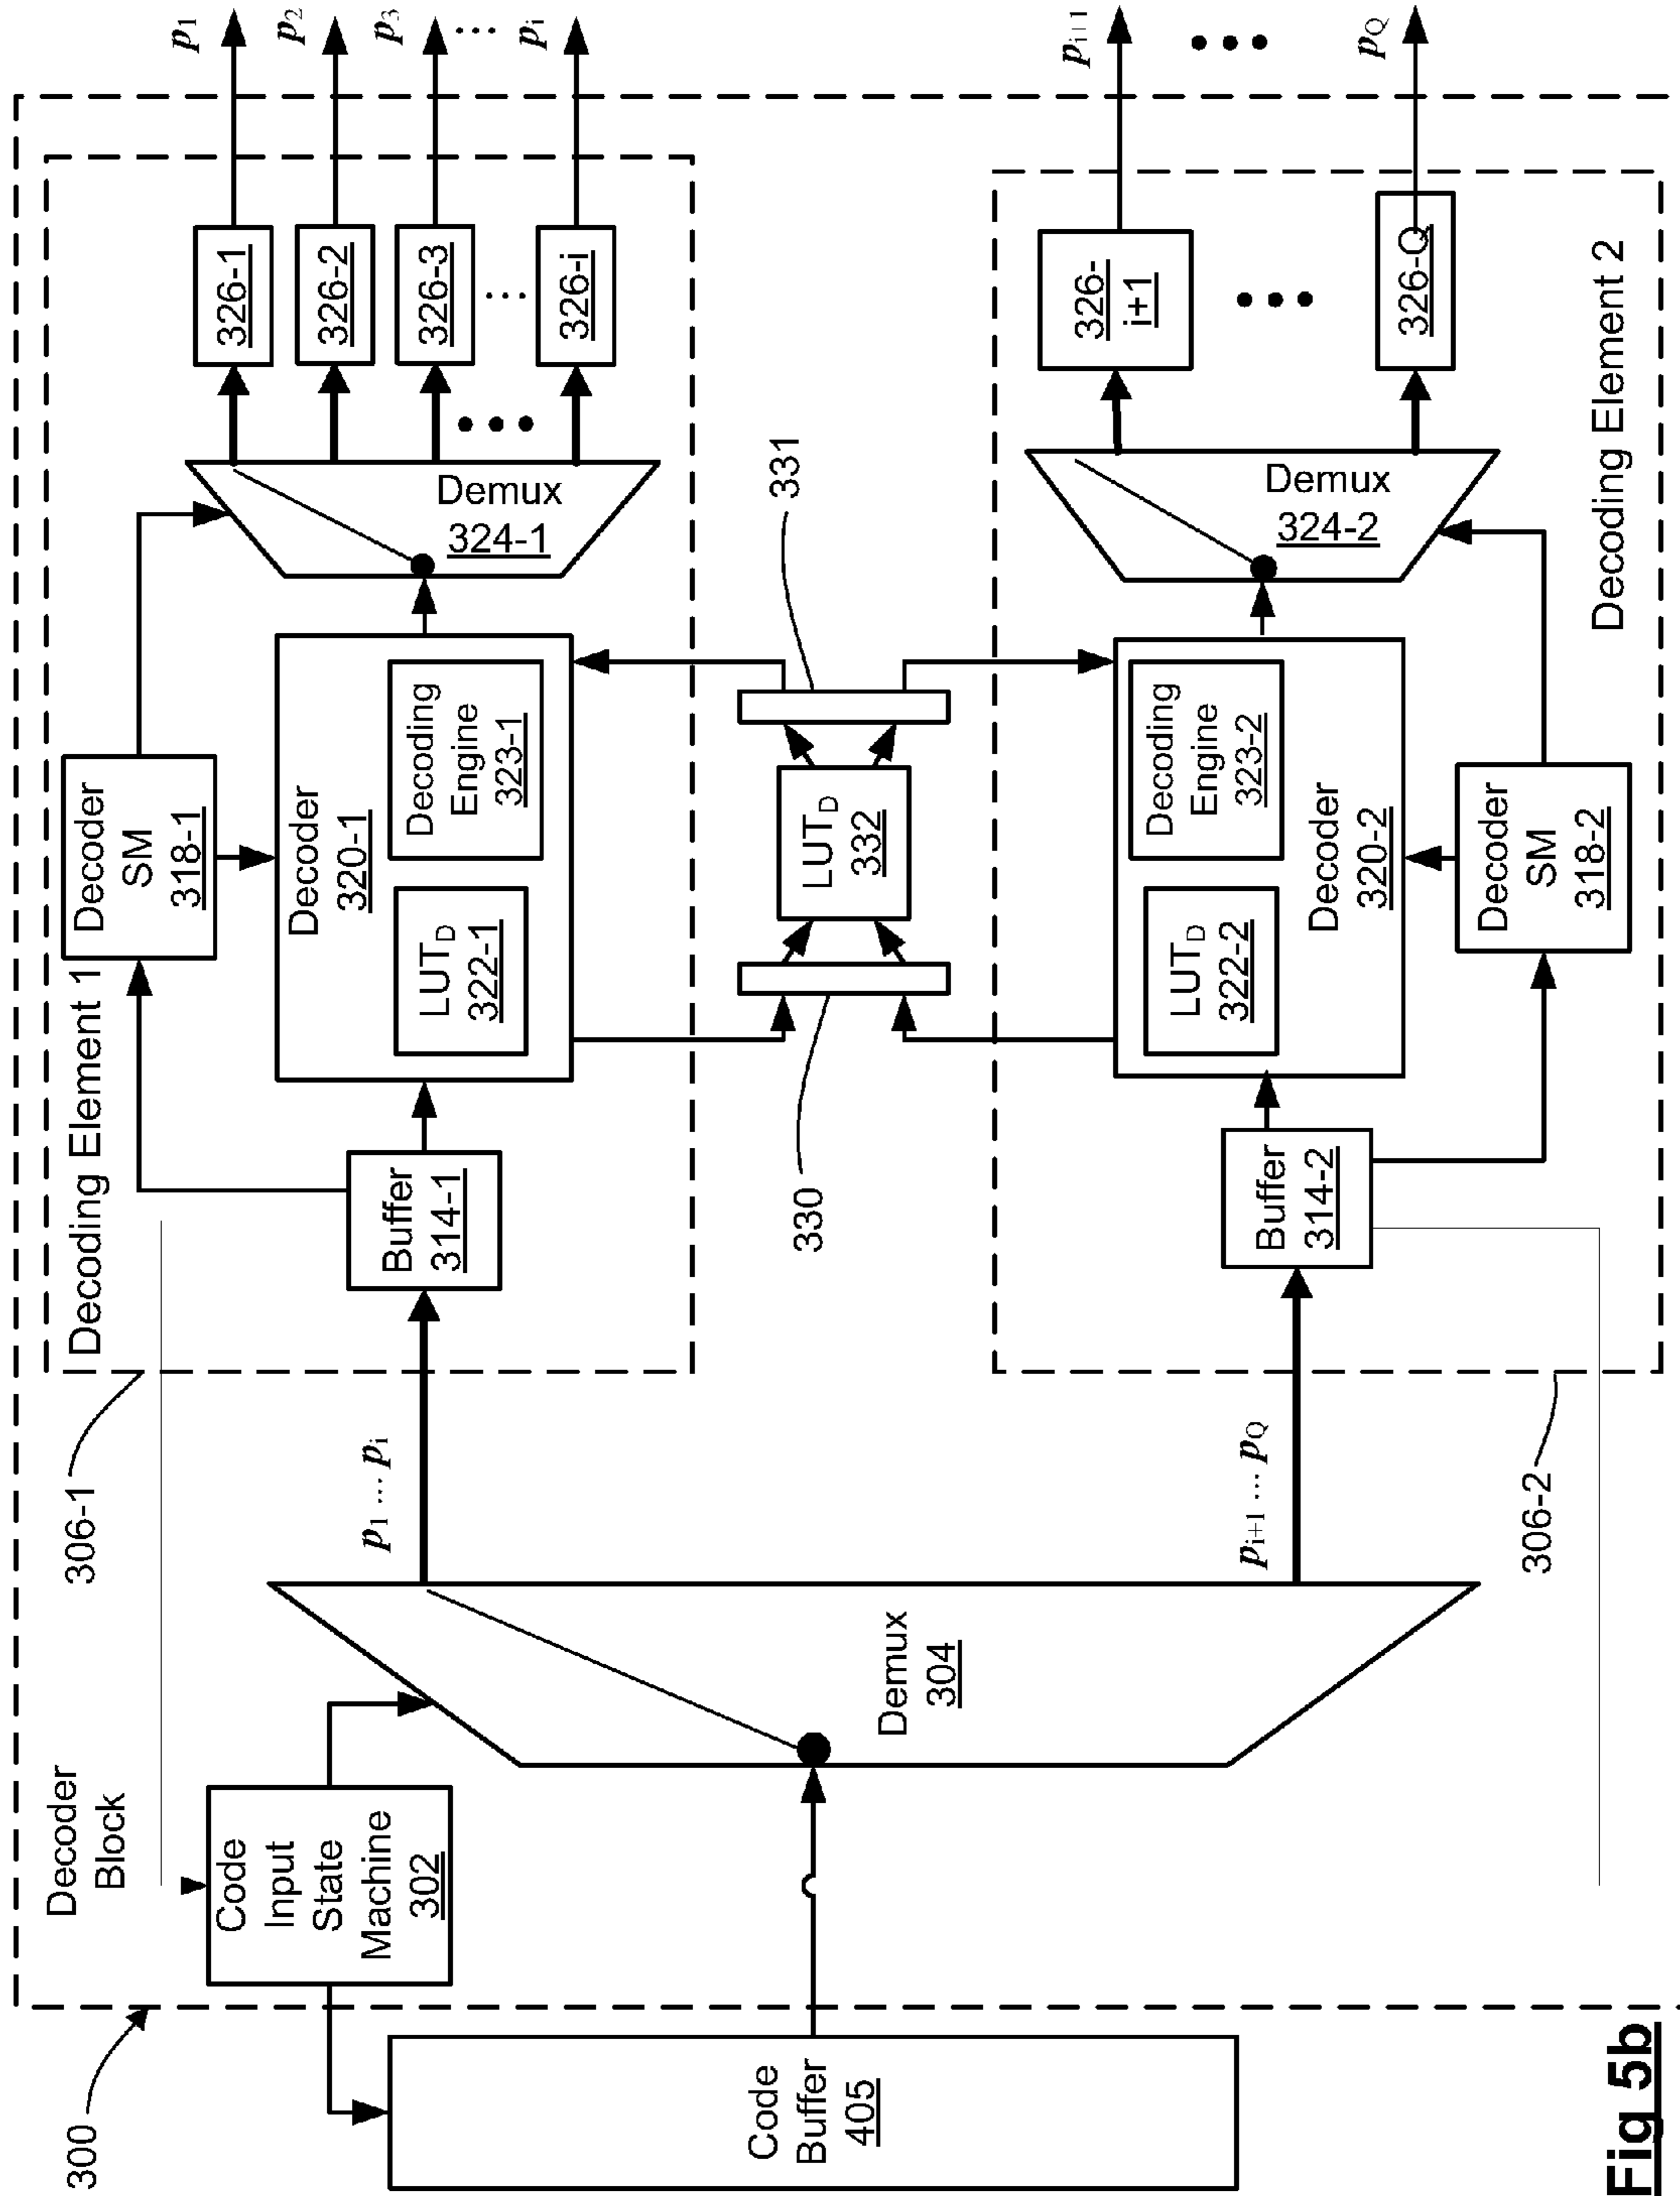 300
Code
Buffer
405
Decoder
Block
Code
Input
State
Machine
302
Demux
304
p1 ... pi
pi+1 ... pQ
306-1
306-2
Decoding Element 1
Buffer
314-1
Decoder
SM
318-1
Decoder
320-1
LUTD
322-1
Decoding
Engine
323-1
Demux
324-1
326-1
326-2
326-3
...
326-i
p1
p2
p3
...
pi
330
LUTD
332
331
Buffer
314-2
LUTD
322-2
Decoding
Engine
323-2
Decoder
320-2
Decoder
SM
318-2
Demux
324-2
326-
i+1
326-Q
pi+1
pQ
Decoding Element 2
Fig 5b